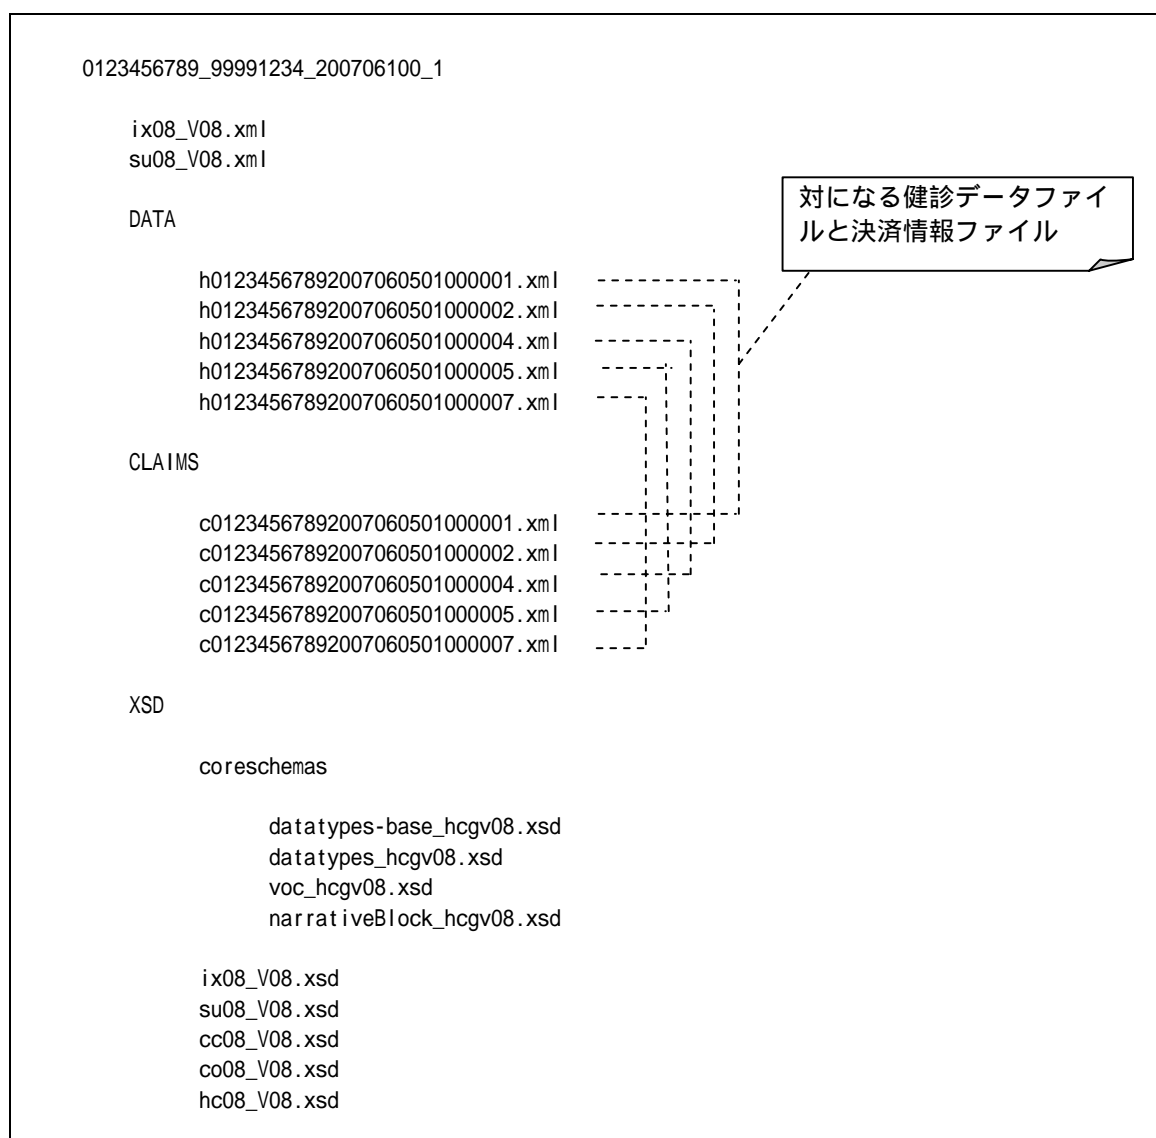 0123456789_99991234_200706100_1
ix08_V08.xml
su08_V08.xml
対になる健診データファイ
ルと決済情報ファイル
DATA
h01234567892007060501000001.xml
h01234567892007060501000002.xml
h01234567892007060501000004.xml
h01234567892007060501000005.xml
h01234567892007060501000007.xml
CLAIMS
c01234567892007060501000001.xml
c01234567892007060501000002.xml
c01234567892007060501000004.xml
c01234567892007060501000005.xml
c01234567892007060501000007.xml
XSD
coreschemas
datatypes-base_hcgv08.xsd
datatypes_hcgv08.xsd
voc_hcgv08.xsd
narrativeBlock_hcgv08.xsd
ix08_V08.xsd
su08_V08.xsd
cc08_V08.xsd
co08_V08.xsd
hc08_V08.xsd